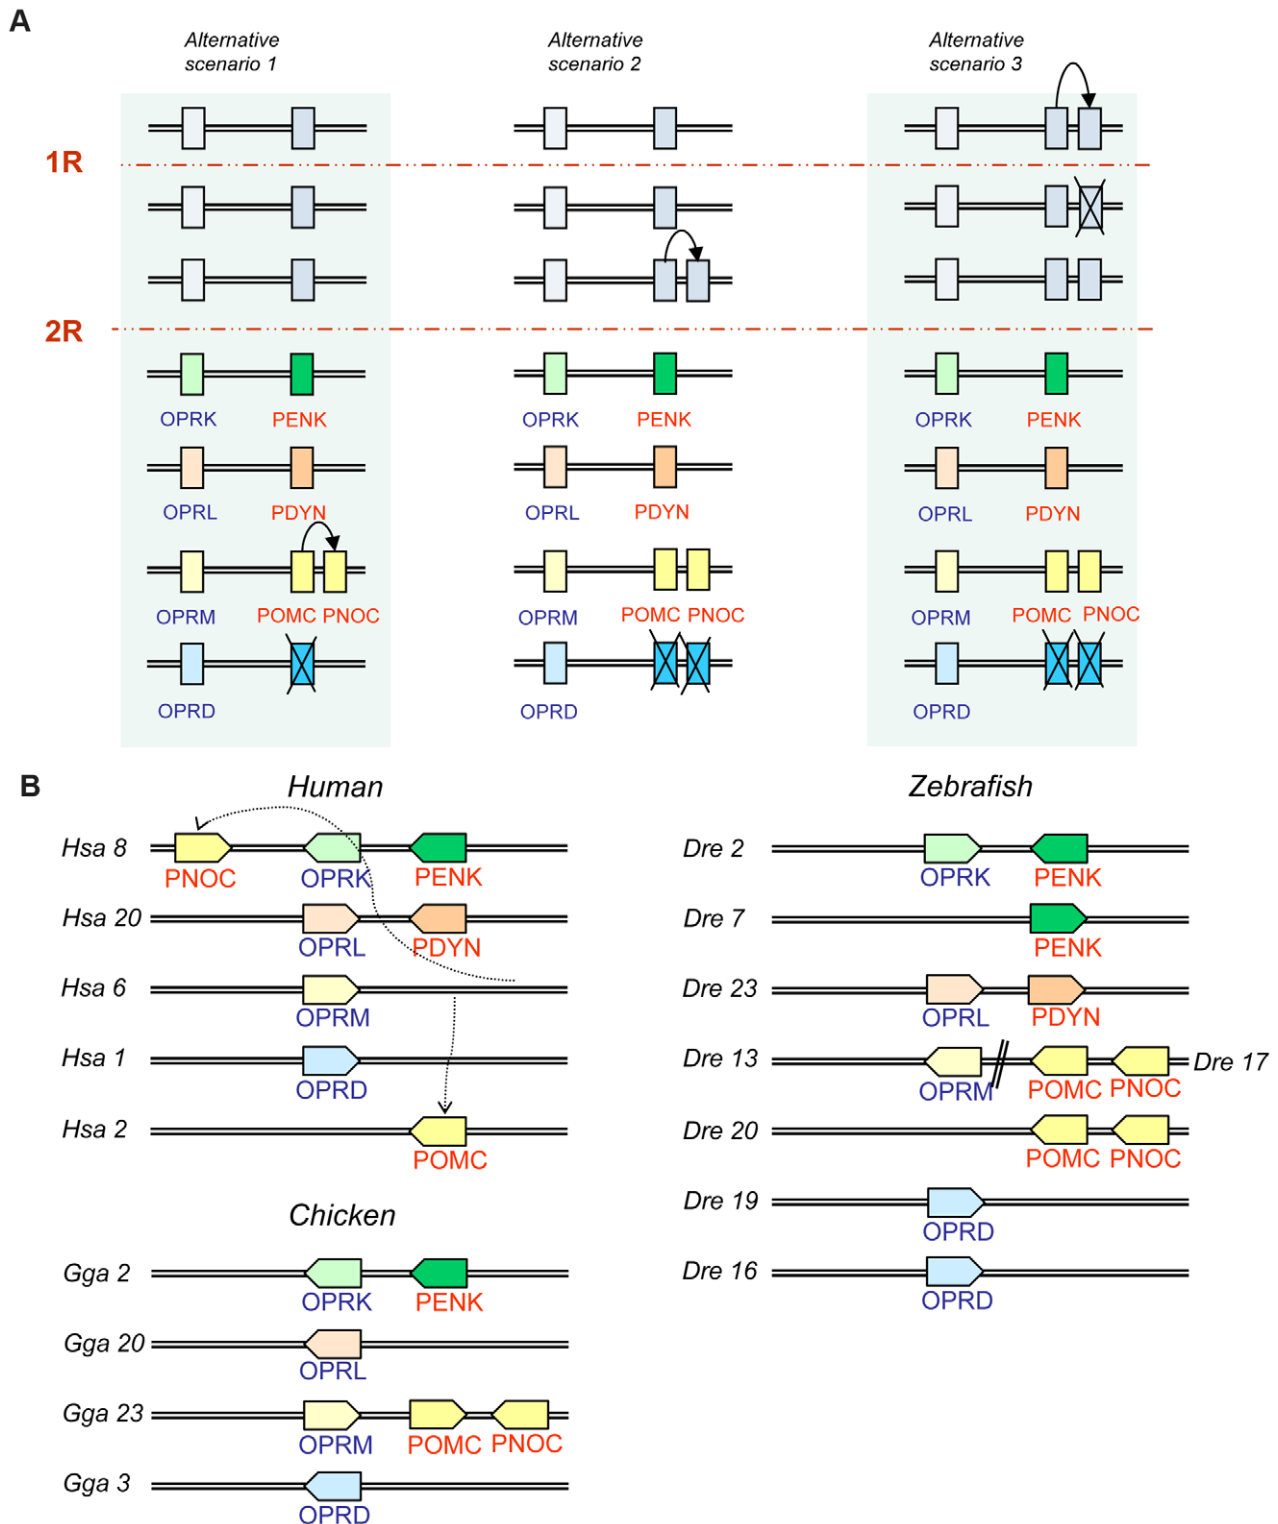 A
Alternative
scenario 1
Alternative
scenario 2
Alternative
scenario 3
1R
2R
OPRK PENK
OPRK PENK
OPRK PENK
OPRL PDYN
OPRL PDYN
OPRL PDYN
OPRM POMC PNOC
OPRM POMC PNOC
OPRM POMC PNOC
OPRD
OPRD
OPRD
B
Human
Hsa 8
PNOC OPRK PENK
Hsa 20
OPRL PDYN
Hsa 6
OPRM
Hsa 1
OPRD
Hsa 2
POMC
Chicken
Gga 2
OPRK PENK
Gga 20
OPRL
Gga 23
OPRM POMC PNOC
Gga 3
OPRD
Zebrafish
Dre 2
OPRK PENK
Dre 7
PENK
Dre 23
OPRL PDYN
Dre 13 Dre 17
OPRM POMC PNOC
Dre 20
POMC PNOC
Dre 19
OPRD
Dre 16
OPRD